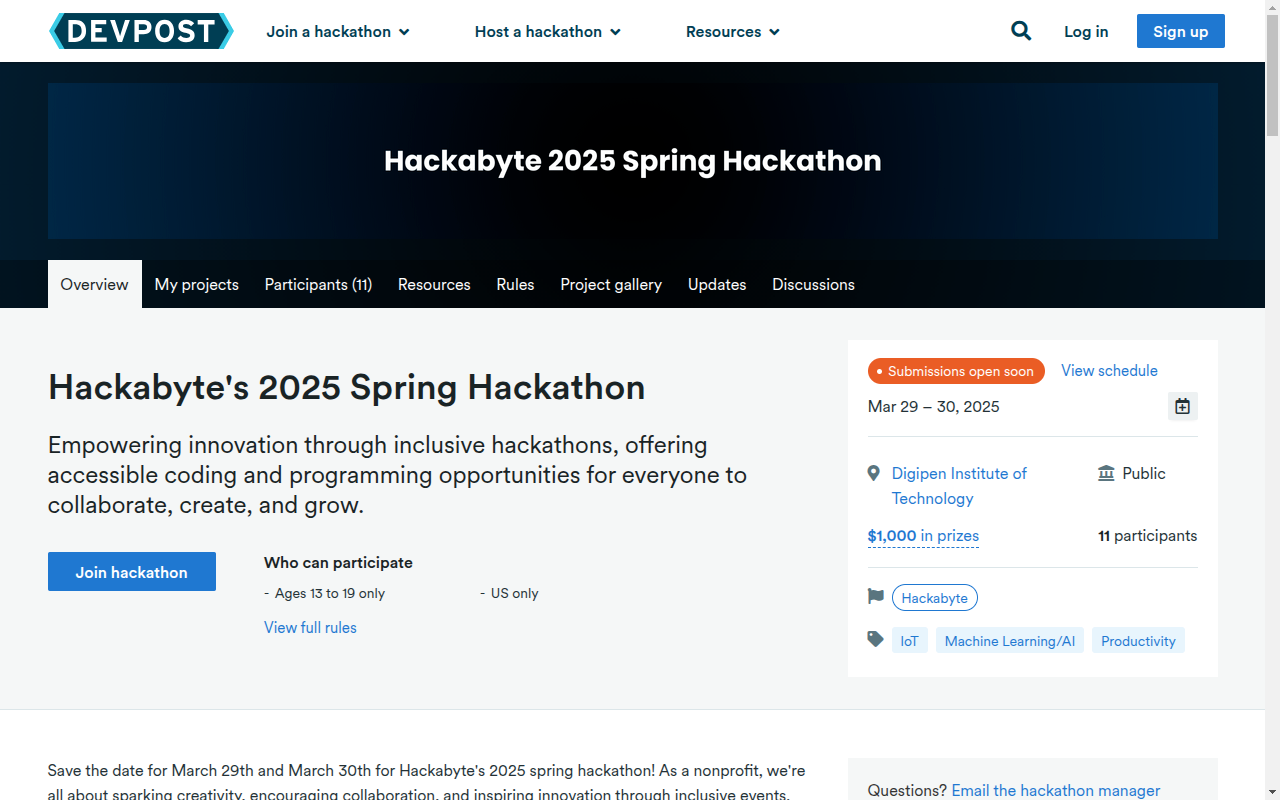 DEVPOST
Join a hackathon
Host a hackathon
Resources
Log in
Sign up
Hackabyte 2025 Spring Hackathon
Overview
My projects
Participants (11)
Resources
Rules
Project gallery
Updates
Discussions
Hackabyte's 2025 Spring Hackathon
Empowering innovation through inclusive hackathons, offering
accessible coding and programming opportunities for everyone to
collaborate, create, and grow.
Join hackathon
Who can participate
- Ages 13 to 19 only
- US only
View full rules
Submissions open soon
View schedule
Mar 29 – 30, 2025
Digipen Institute of
Technology
Public
$1,000 in prizes
11 participants
Hackabyte
IoT
Machine Learning/AI
Productivity
Save the date for March 29th and March 30th for Hackabyte's 2025 spring hackathon! As a nonprofit, we're
all about sparking creativity, encouraging collaboration, and inspiring innovation through inclusive events.
Questions? Email the hackathon manager